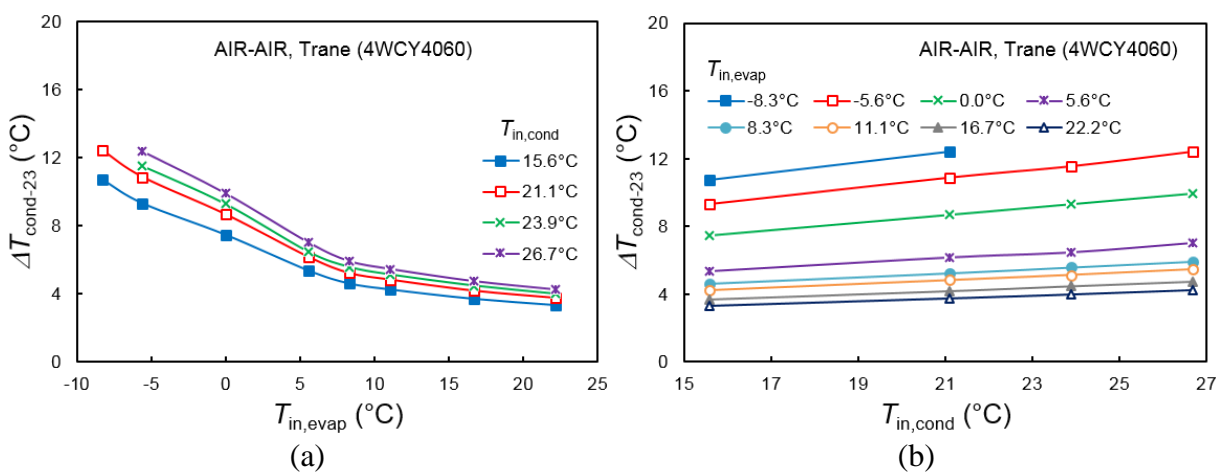 AIR-AIR, Trane (4WCY4060)
ΔTcond-23 (°C)
20
16
12
8
4
0
Tin,cond
15.6°C
21.1°C
23.9°C
26.7°C
-10 -5 0 5 10 15 20 25
Tin,evap (°C)
(a)
AIR-AIR, Trane (4WCY4060)
ΔTcond-23 (°C)
20
16
12
8
4
0
Tin,evap
-8.3°C -5.6°C 0.0°C 5.6°C
8.3°C 11.1°C 16.7°C 22.2°C
15 17 19 21 23 25 27
Tin,cond (°C)
(b)